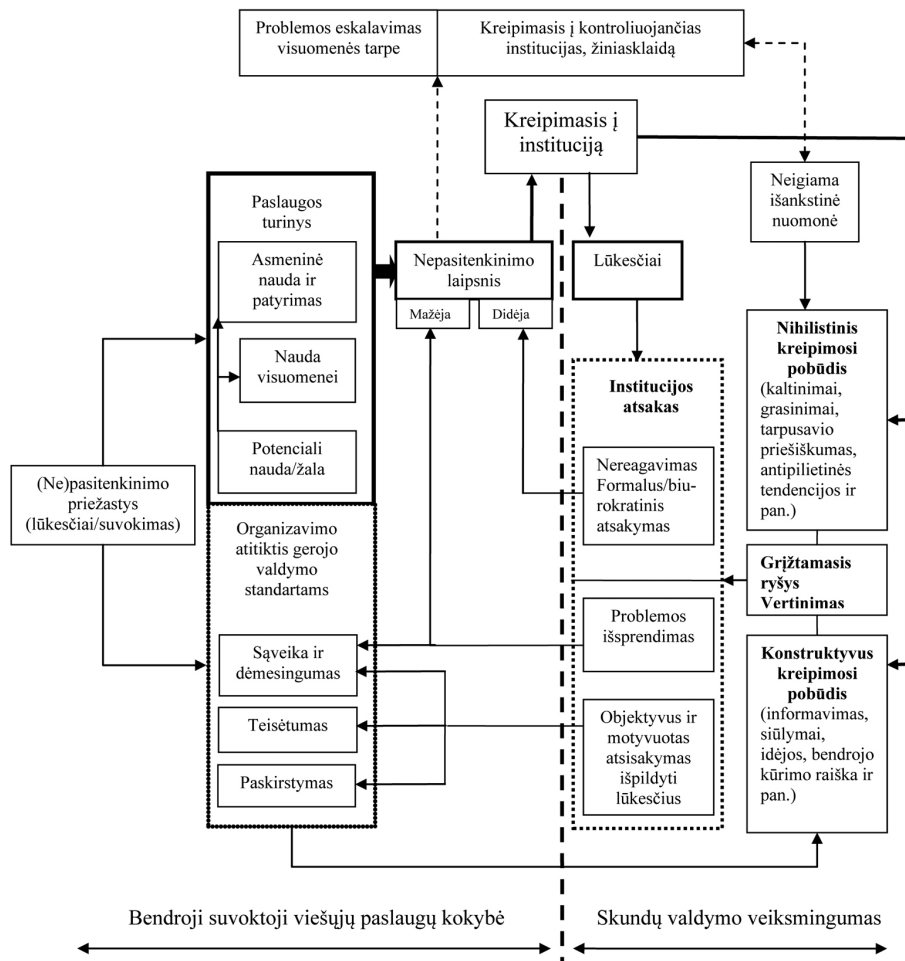 Problemos eskalavimas
visuomenės tarpe
Kreipimasis į kontroliuojančias
institucijas, žiniasklaidą
Kreipimasis į
instituciją
Neigiama
išankstinė
nuomonė
Paslaugos
turinys
Asmeninė
nauda ir
patyrimas
Nauda
visuomenei
Potenciali
nauda/žala
Nepasitenkinimo
laipsnis
Mažėja
Didėja
Lūkesčiai
(Ne)pasitenkinimo
priežastys
(lūkesčiai/suvokimas)
Organizavimo
atitiktis gerojo
valdymo
standartams
Sąveika ir
dėmesingumas
Teisėtumas
Paskirstymas
Institucijos
atsakas
Nereagavimas
Formalus/biu-
rokratinis
atsakymas
Problemos
išsprendimas
Objektyvus ir
motyvuotas
atsisakymas
išpildyti
lūkesčius
Nihilistinis
kreipimosi
pobūdis
(kaltinimai,
grasinimai,
tarpusavio
priešiškumas,
antipilietinės
tendencijos ir
pan.)
Grįžtamasis
ryšys
Vertinimas
Konstruktyvus
kreipimosi
pobūdis
(informavimas,
siūlymai,
idėjos, bendrojo
kūrimo raiška ir
pan.)
Bendroji suvoktoji viešųjų paslaugų kokybė
Skundų valdymo veiksmingumas